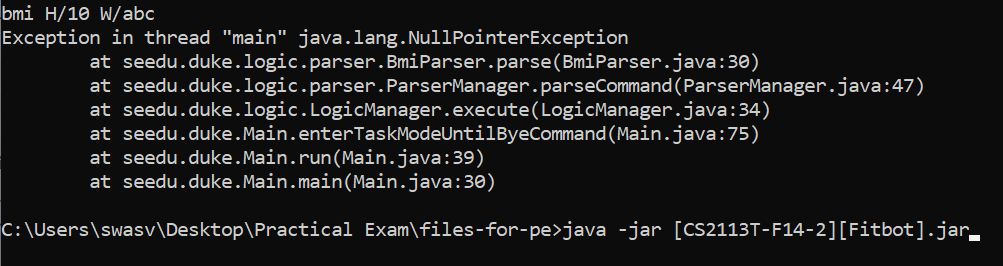 bmi H/10 W/abc
Exception in thread "main" java.lang.NullPointerException
        at seedu.duke.logic.parser.BmiParser.parse(BmiParser.java:30)
        at seedu.duke.logic.parser.ParserManager.parseCommand(ParserManager.java:47)
        at seedu.duke.logic.LogicManager.execute(LogicManager.java:34)
        at seedu.duke.Main.enterTaskModeUntilByeCommand(Main.java:75)
        at seedu.duke.Main.run(Main.java:39)
        at seedu.duke.Main.main(Main.java:30)
C:\Users\swasv\Desktop\Practical Exam\files-for-pe>java -jar [CS2113T-F14-2][Fitbot].jar